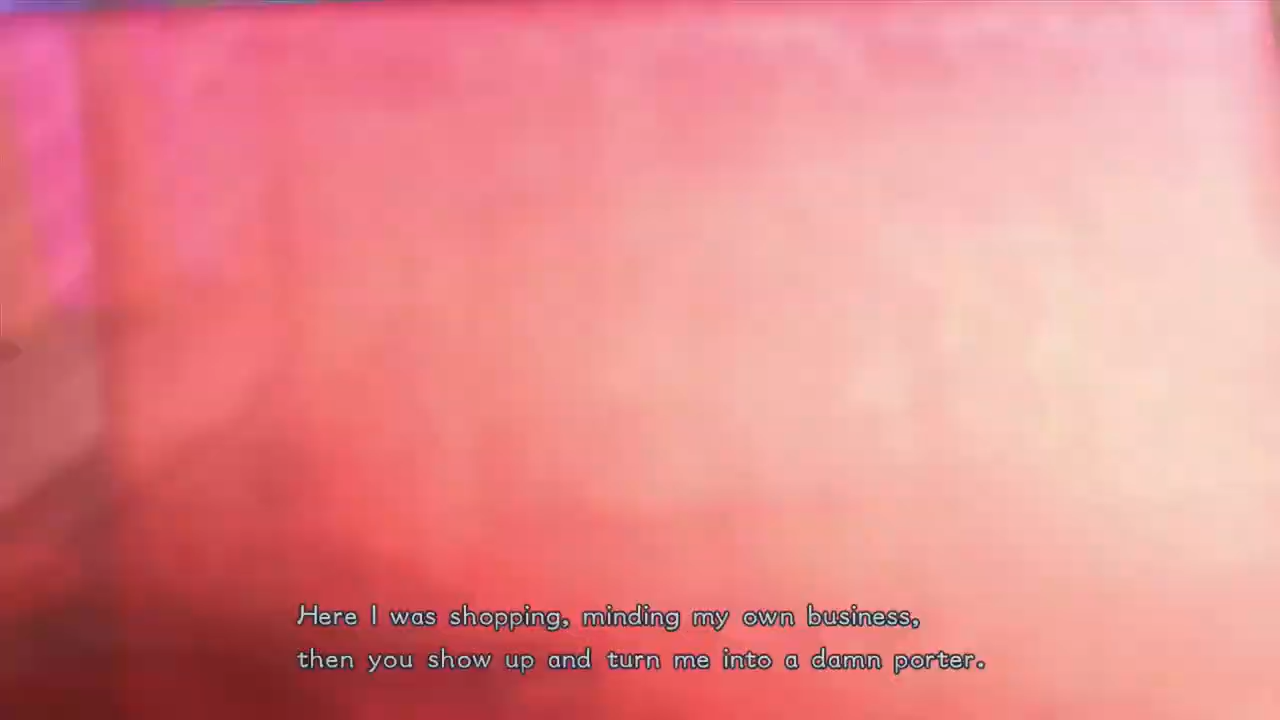 Here I was shopping, minding my own business,
then you show up and turn me into a damn porter.